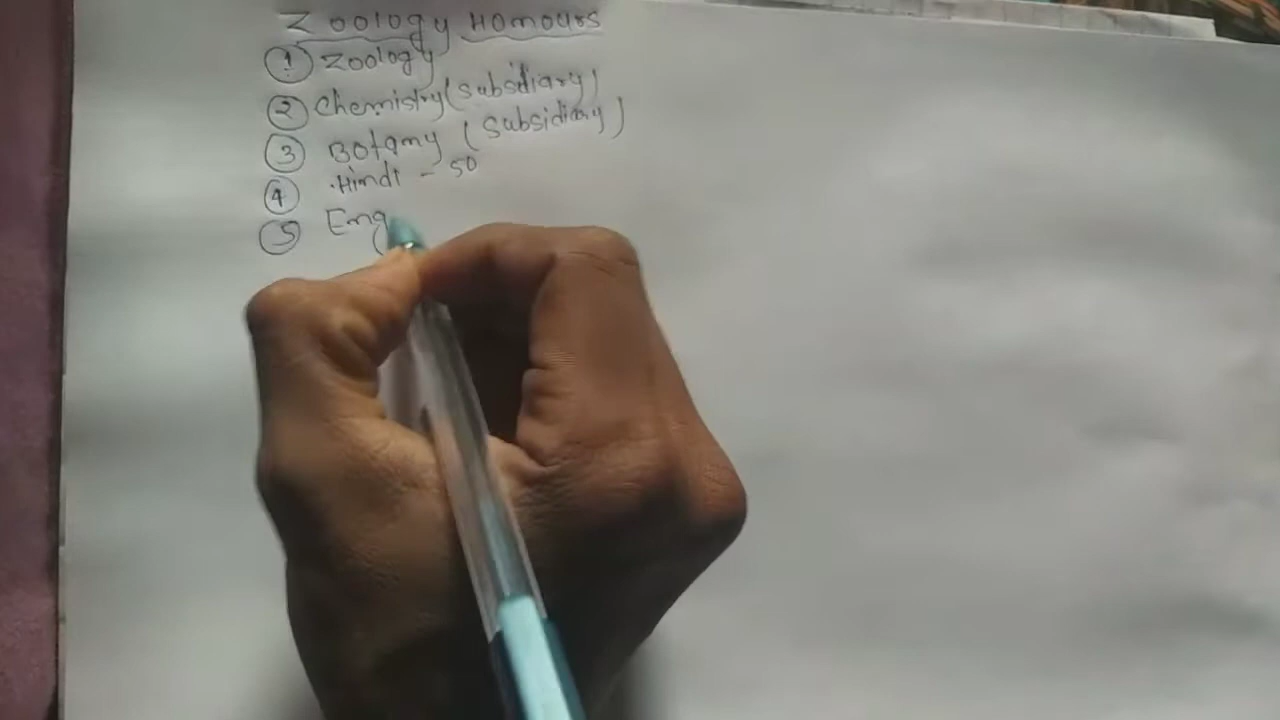 Zoology Honours
① Zoology
② Chemistry (subsidiary)
③ Botany (Subsidiary)
④ Hindi - 50
⑤ Eng